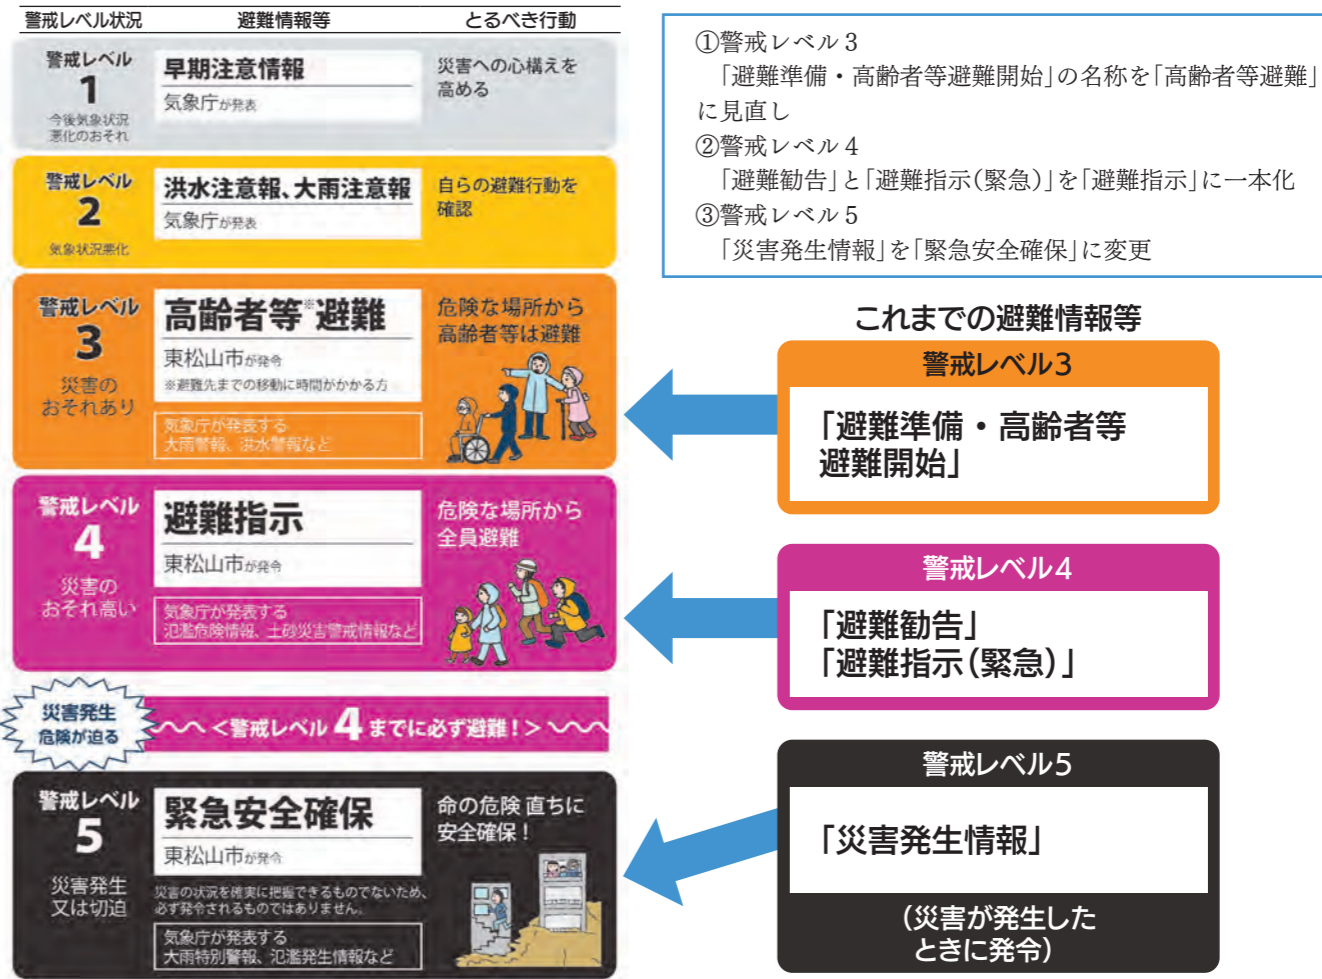 警戒レベル状況 避難情報等 とるべき行動
警戒レベル
1
今後気象状況
悪化のおそれ
早期注意情報
気象庁が発表
災害への心構えを
高める
警戒レベル
2
気象状況悪化
洪水注意報、大雨注意報
気象庁が発表
自らの避難行動を
確認
警戒レベル
3
災害の
おそれあり
高齢者等※避難
東松山市が発令
※避難先までの移動に時間がかかる方
気象庁が発表する
大雨警報、洪水警報など
危険な場所から
高齢者等は避難
警戒レベル
4
災害の
おそれ高い
避難指示
東松山市が発令
気象庁が発表する
氾濫危険情報、土砂災害警戒情報など
危険な場所から
全員避難
災害発生
危険が迫る
<警戒レベル4までに必ず避難!>
警戒レベル
5
災害発生
又は切迫
緊急安全確保
東松山市が発令
災害の状況を確実に把握できるものでないため、
必ず発令されるものではありません。
気象庁が発表する
大雨特別警報、氾濫発生情報など
命の危険 直ちに
安全確保!
①警戒レベル3
「避難準備・高齢者等避難開始」の名称を「高齢者等避難」
に見直し
②警戒レベル4
「避難勧告」と「避難指示(緊急)」を「避難指示」に一本化
③警戒レベル5
「災害発生情報」を「緊急安全確保」に変更
これまでの避難情報等
警戒レベル3
「避難準備・高齢者等
避難開始」
警戒レベル4
「避難勧告」
「避難指示(緊急)」
警戒レベル5
「災害発生情報」
(災害が発生した
ときに発令)